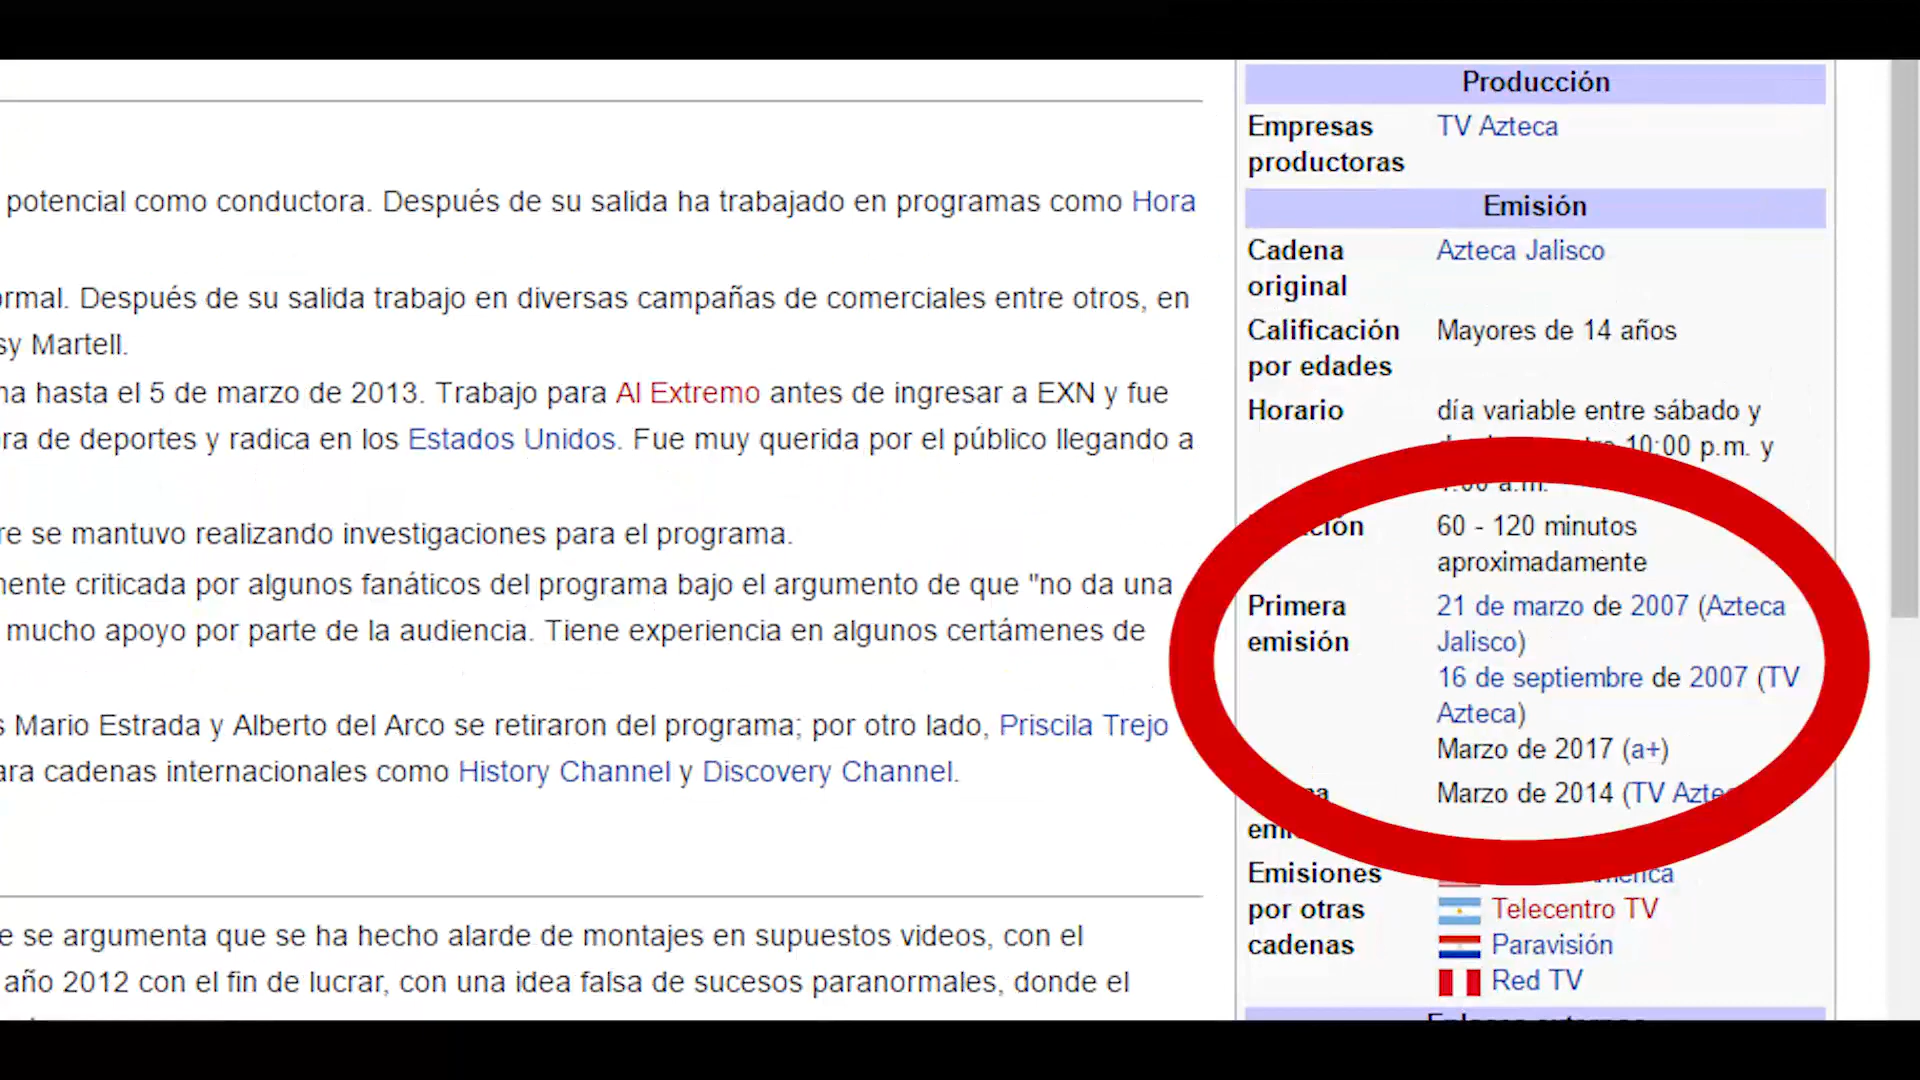 potencial como conductora. Después de su salida ha trabajado en programas como Hora
ormal. Después de su salida trabajo en diversas campañas de comerciales entre otros, en
sy Martell.
na hasta el 5 de marzo de 2013. Trabajo para Al Extremo antes de ingresar a EXN y fue
ora de deportes y radica en los Estados Unidos. Fue muy querida por el público llegando a
re se mantuvo realizando investigaciones para el programa.
mente criticada por algunos fanáticos del programa bajo el argumento de que "no da una
mucho apoyo por parte de la audiencia. Tiene experiencia en algunos certámenes de
s Mario Estrada y Alberto del Arco se retiraron del programa; por otro lado, Priscila Trejo
ara cadenas internacionales como History Channel y Discovery Channel.
e se argumenta que se ha hecho alarde de montajes en supuestos videos, con el
año 2012 con el fin de lucrar, con una idea falsa de sucesos paranormales, donde el
Producción
Empresas TV Azteca
productoras
Emisión
Cadena Azteca Jalisco
original
Calificación Mayores de 14 años
por edades
Horario día variable entre sábado y
10:00 p.m. y
a.m.
60 - 120 minutos
aproximadamente
Primera 21 de marzo de 2007 (Azteca
emisión Jalisco)
16 de septiembre de 2007 (TV
Azteca)
Marzo de 2017 (a+)
Marzo de 2014 (TV
Emisiones
por otras Telecentro TV
cadenas Paravisión
Red TV